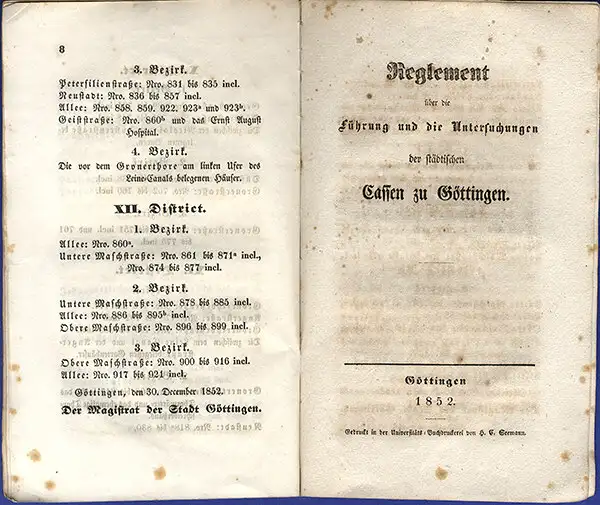 8
3. Bezirk.
Petersilienstraße: Nro. 831 bis 835 incl.
Neustadt: Nro. 836 bis 857 incl.
Allee: Nro. 858, 859, 922, 923ª und 923ᵇ.
Geiststraße: Nro. 860ᵇ und das Ernst August
Hospital.
4. Bezirk.
Die vor dem Gronerthore am linken Ufer des
Leine-Canals belegenen Häuser.
XII. District.
1. Bezirk.
Allee: Nro. 860ª.
Untere Maschstraße: Nro. 861 bis 871ª incl.,
Nro. 874 bis 877 incl.
2. Bezirk.
Untere Maschstraße: Nro. 878 bis 885 incl.
Allee: Nro. 886 bis 895ᵇ incl.
Obere Maschstraße: Nro. 896 bis 899 incl.
3. Bezirk.
Obere Maschstraße: Nro. 900 bis 916 incl.
Allee: Nro. 917 bis 921 incl.
Göttingen, den 30. December 1852.
Der Magistrat der Stadt Göttingen.
Reglement
über die
Führung und die Untersuchungen
der städtischen
Cassen zu Göttingen.
Göttingen
1852.
Gedruckt in der Universitäts-Buchdruckerei von H. C. Seemann.